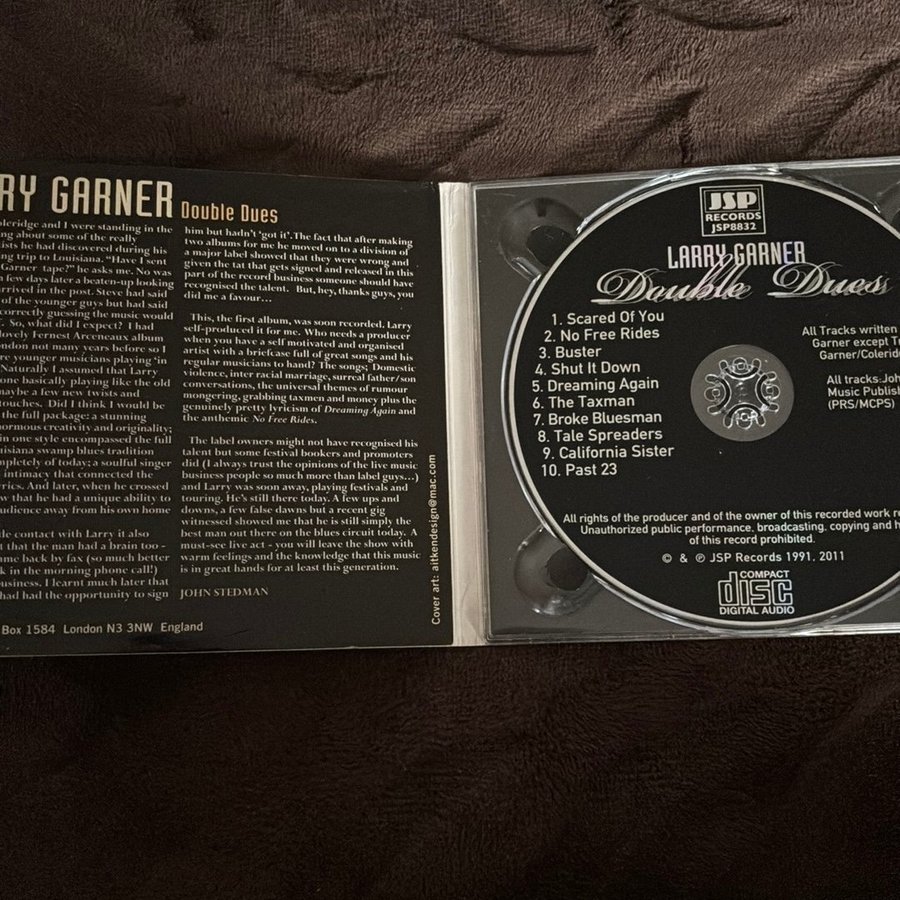 RY GARNER Double Dues
oleridge and I were standing in the
ng about some of the really
ists he had discovered during his
ng trip to Louisiana. "Have I sent
Garner tape?" he asks me. No was
a few days later a beaten-up looking
arrived in the post. Steve had said
of the younger guys but had said
correctly guessing the music would
. So, what did I expect? I had
lovely Fernest Arceneaux album
ondon not many years before so I
re younger musicians playing 'in
Naturally I assumed that Larry
one basically playing like the old
maybe a few new twists and
touches. Did I think I would be
the full package: a stunning
normous creativity and originality;
in one style encompassed the full
uisiana swamp blues tradition
mpletely of today; a soulful singer
intimacy that connected the
rics. And later, when he crossed
w that he had a unique ability to
udience away from his own home
le contact with Larry it also
t that the man had a brain too -
me back by fax (so much better
k in the morning phone call!)
usiness. I learnt much later that
had had the opportunity to sign
him but hadn't 'got it'. The fact that after making
two albums for me he moved on to a division of
a major label showed that they were wrong and
given the tat that gets signed and released in this
part of the record business someone should have
recognised the talent. But, hey, thanks guys, you
did me a favour...
This, the first album, was soon recorded. Larry
self-produced it for me. Who needs a producer
when you have a self motivated and organised
artist with a briefcase full of great songs and his
regular musicians to hand? The songs; Domestic
violence, inter racial marriage, surreal father/son
conversations, the universal themes of rumour
mongering, grabbing taxmen and money plus the
genuinely pretty lyricism of Dreaming Again and
the anthemic No Free Rides.
The label owners might not have recognised his
talent but some festival bookers and promoters
did (I always trust the opinions of the live music
business people so much more than label guys...)
and Larry was soon away, playing festivals and
touring. He's still there today. A few ups and
downs, a few false dawns but a recent gig
witnessed showed me that he is still simply the
best man out there on the blues circuit today. A
must-see live act - you will leave the show with
warm feelings and the knowledge that this music
is in great hands for at least this generation.
JOHN STEDMAN
Box 1584 London N3 3NW England
Cover art: aitkendesign@mac.com
JSP
RECORDS
JSP8832
LARRY GARNER
Double Dues
1. Scared Of You
2. No Free Rides
3. Buster
4. Shut It Down
5. Dreaming Again
6. The Taxman
7. Broke Bluesman
8. Tale Spreaders
9. California Sister
10. Past 23
All Tracks written
Garner except Tr
Garner/Coleridg
All tracks:Joh
Music Publish
(PRS/MCPS)
All rights of the producer and of the owner of this recorded work re
Unauthorized public performance, broadcasting, copying and h
of this record prohibited.
© & ℗ JSP Records 1991, 2011
COMPACT
disc
DIGITAL AUDIO